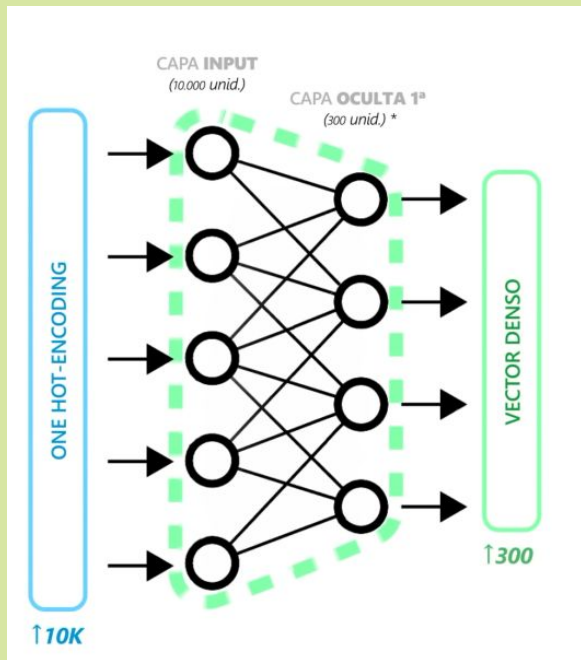 CAPA INPUT
(10.000 unid.)
CAPA OCULTA 1ª
(300 unid.) *
ONE HOT-ENCODING
VECTOR DENSO
↑300
↑10K